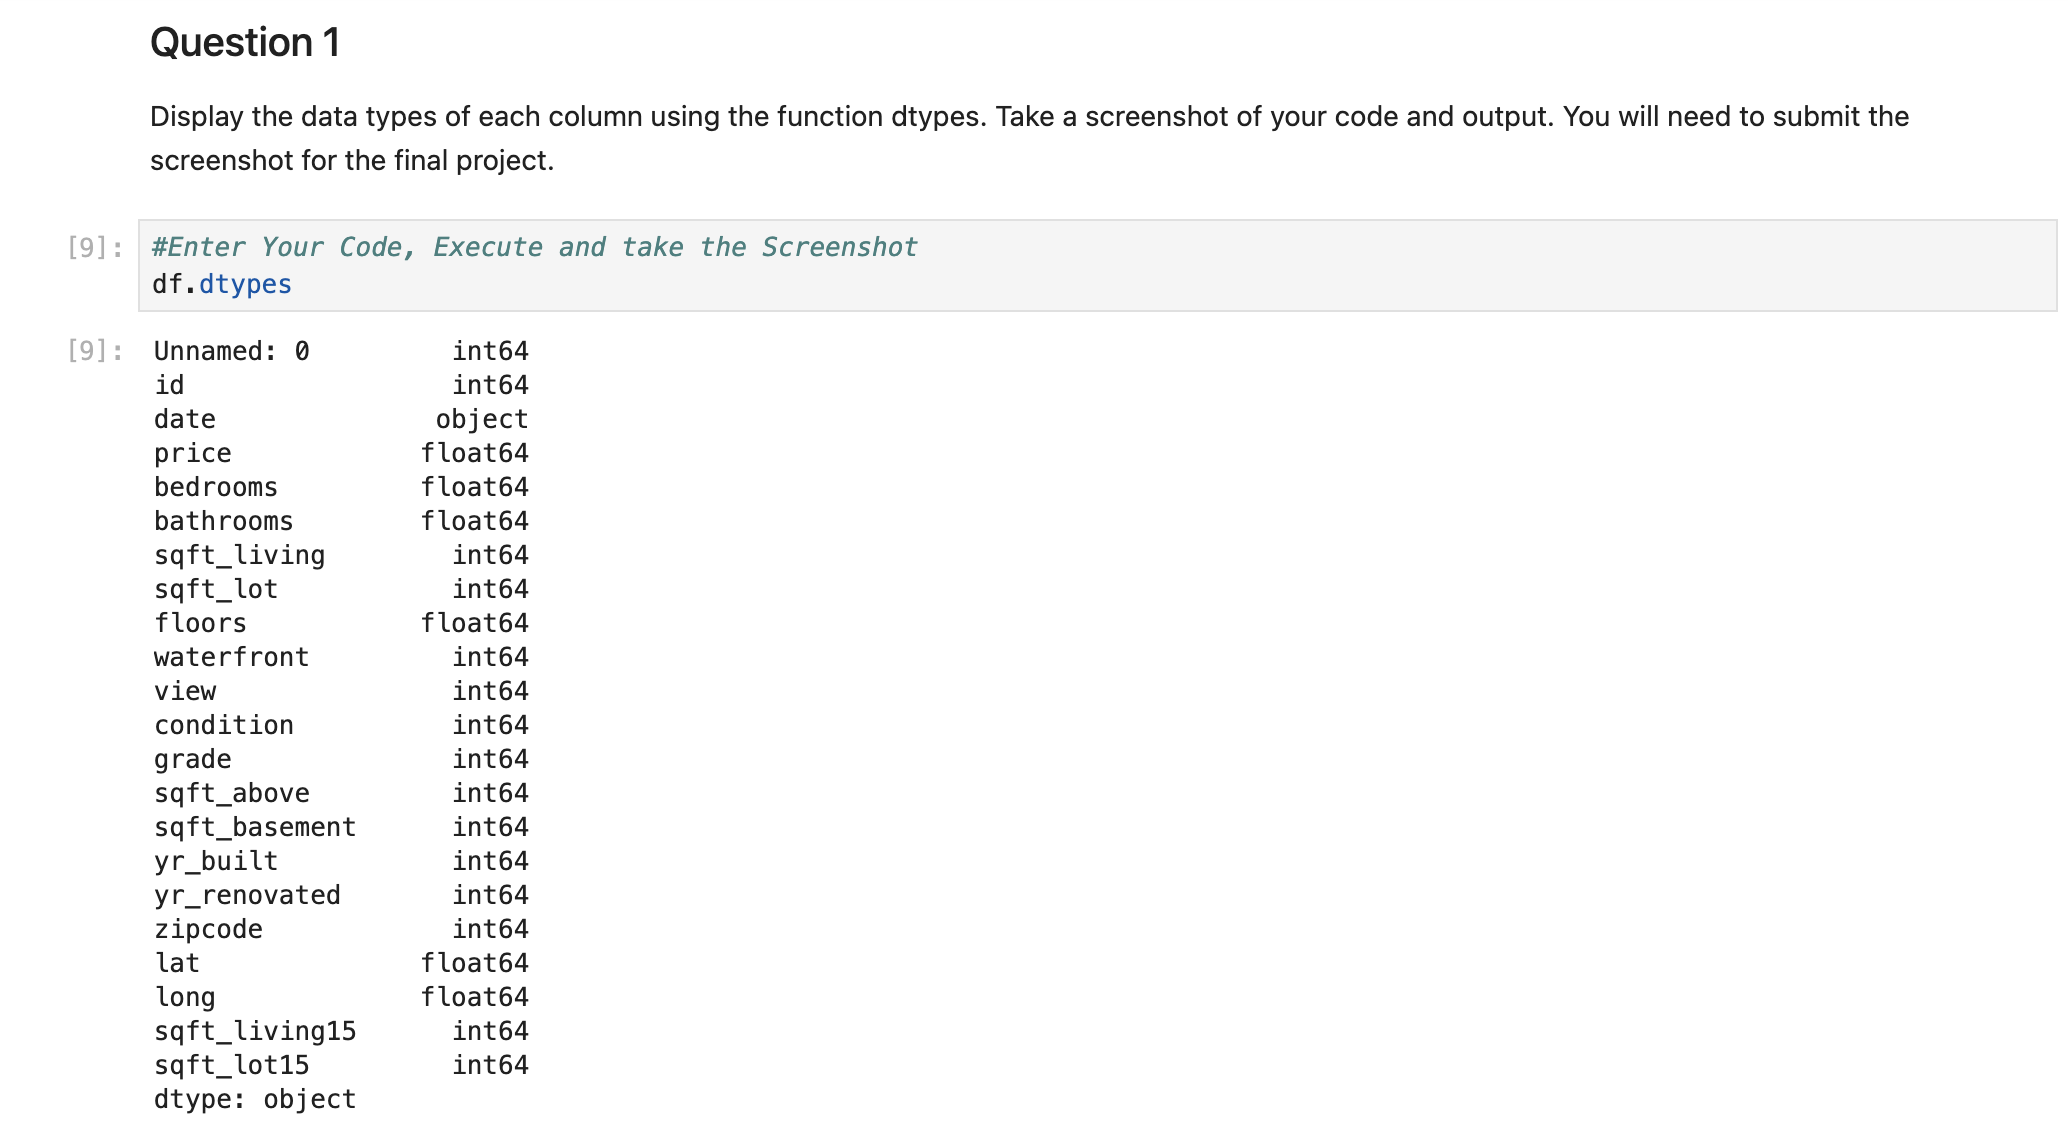 Question 1
Display the data types of each column using the function dtypes. Take a screenshot of your code and output. You will need to submit the
screenshot for the final project.
[9]: #Enter Your Code, Execute and take the Screenshot
df.dtypes
[9]: Unnamed: 0 int64
id int64
date object
price float64
bedrooms float64
bathrooms float64
sqft_living int64
sqft_lot int64
floors float64
waterfront int64
view int64
condition int64
grade int64
sqft_above int64
sqft_basement int64
yr_built int64
yr_renovated int64
zipcode int64
lat float64
long float64
sqft_living15 int64
sqft_lot15 int64
dtype: object